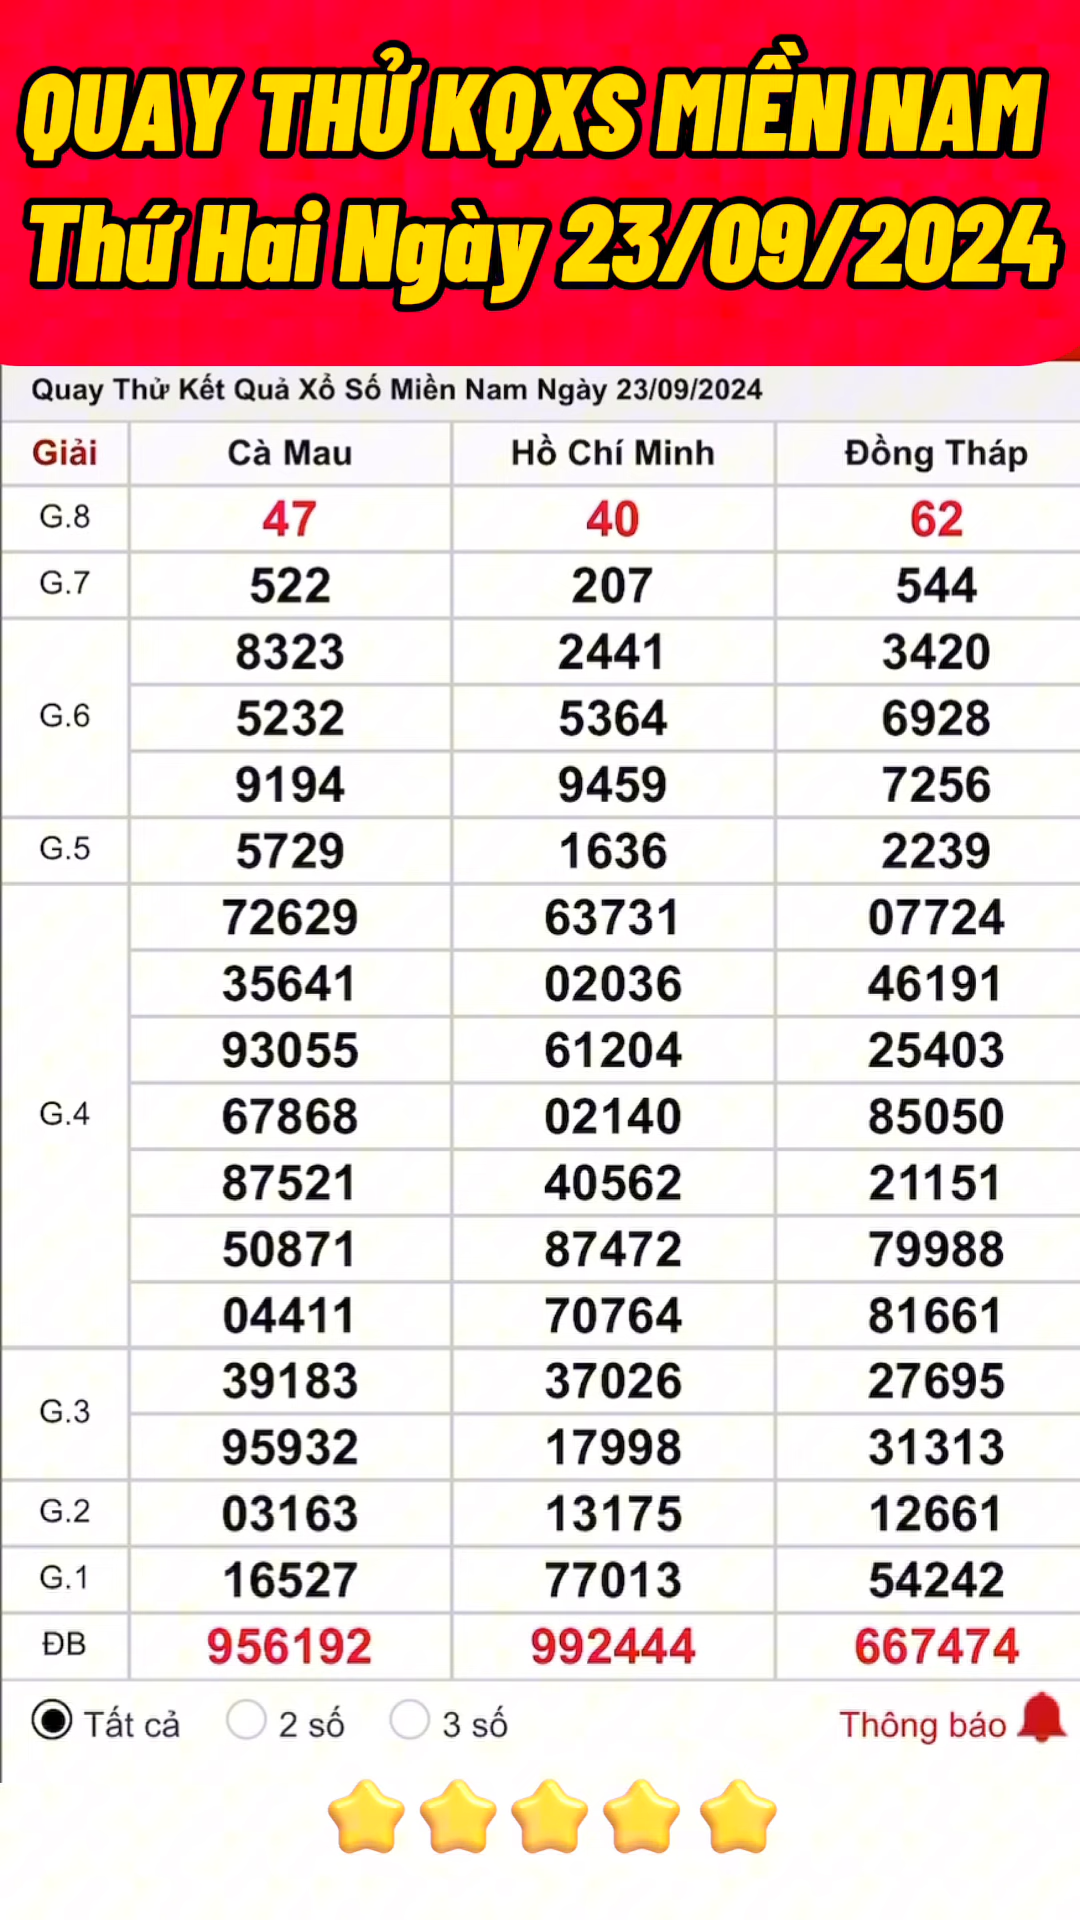 QUAY THỬ KQXS MIỀN NAM
Thứ Hai Ngày 23/09/2024
Quay Thử Kết Quả Xổ Số Miền Nam Ngày 23/09/2024
Giải Cà Mau Hồ Chí Minh Đồng Tháp
G.8 47 40 62
G.7 522 207 544
8323 2441 3420
G.6 5232 5364 6928
9194 9459 7256
G.5 5729 1636 2239
72629 63731 07724
35641 02036 46191
93055 61204 25403
G.4 67868 02140 85050
87521 40562 21151
50871 87472 79988
04411 70764 81661
G.3 39183 37026 27695
95932 17998 31313
G.2 03163 13175 12661
G.1 16527 77013 54242
ĐB 956192 992444 667474
Tất cả 2 số 3 số Thông báo